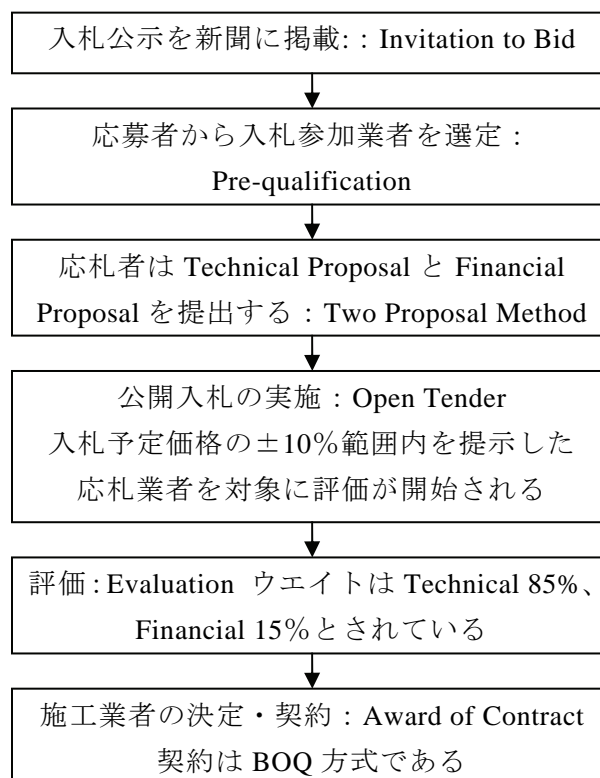 入札公示を新聞に掲載:：Invitation to Bid
応募者から入札参加業者を選定：
Pre-qualification
応札者は Technical Proposal と Financial
Proposal を提出する：Two Proposal Method
公開入札の実施：Open Tender
入札予定価格の±10％範囲内を提示した
応札業者を対象に評価が開始される
評価：Evaluation ウエイトは Technical 85%、
Financial 15％とされている
施工業者の決定・契約：Award of Contract
契約は BOQ 方式である